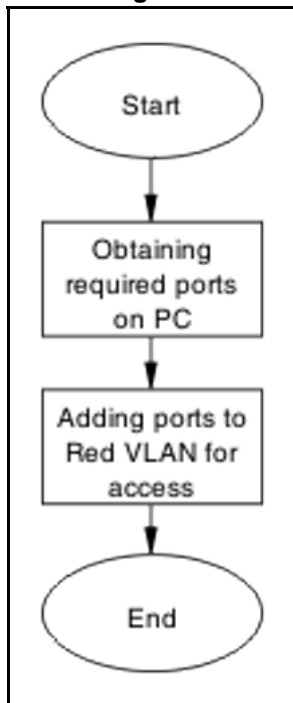 Start
Obtaining
required ports
on PC
Adding ports to
Red VLAN for
access
End